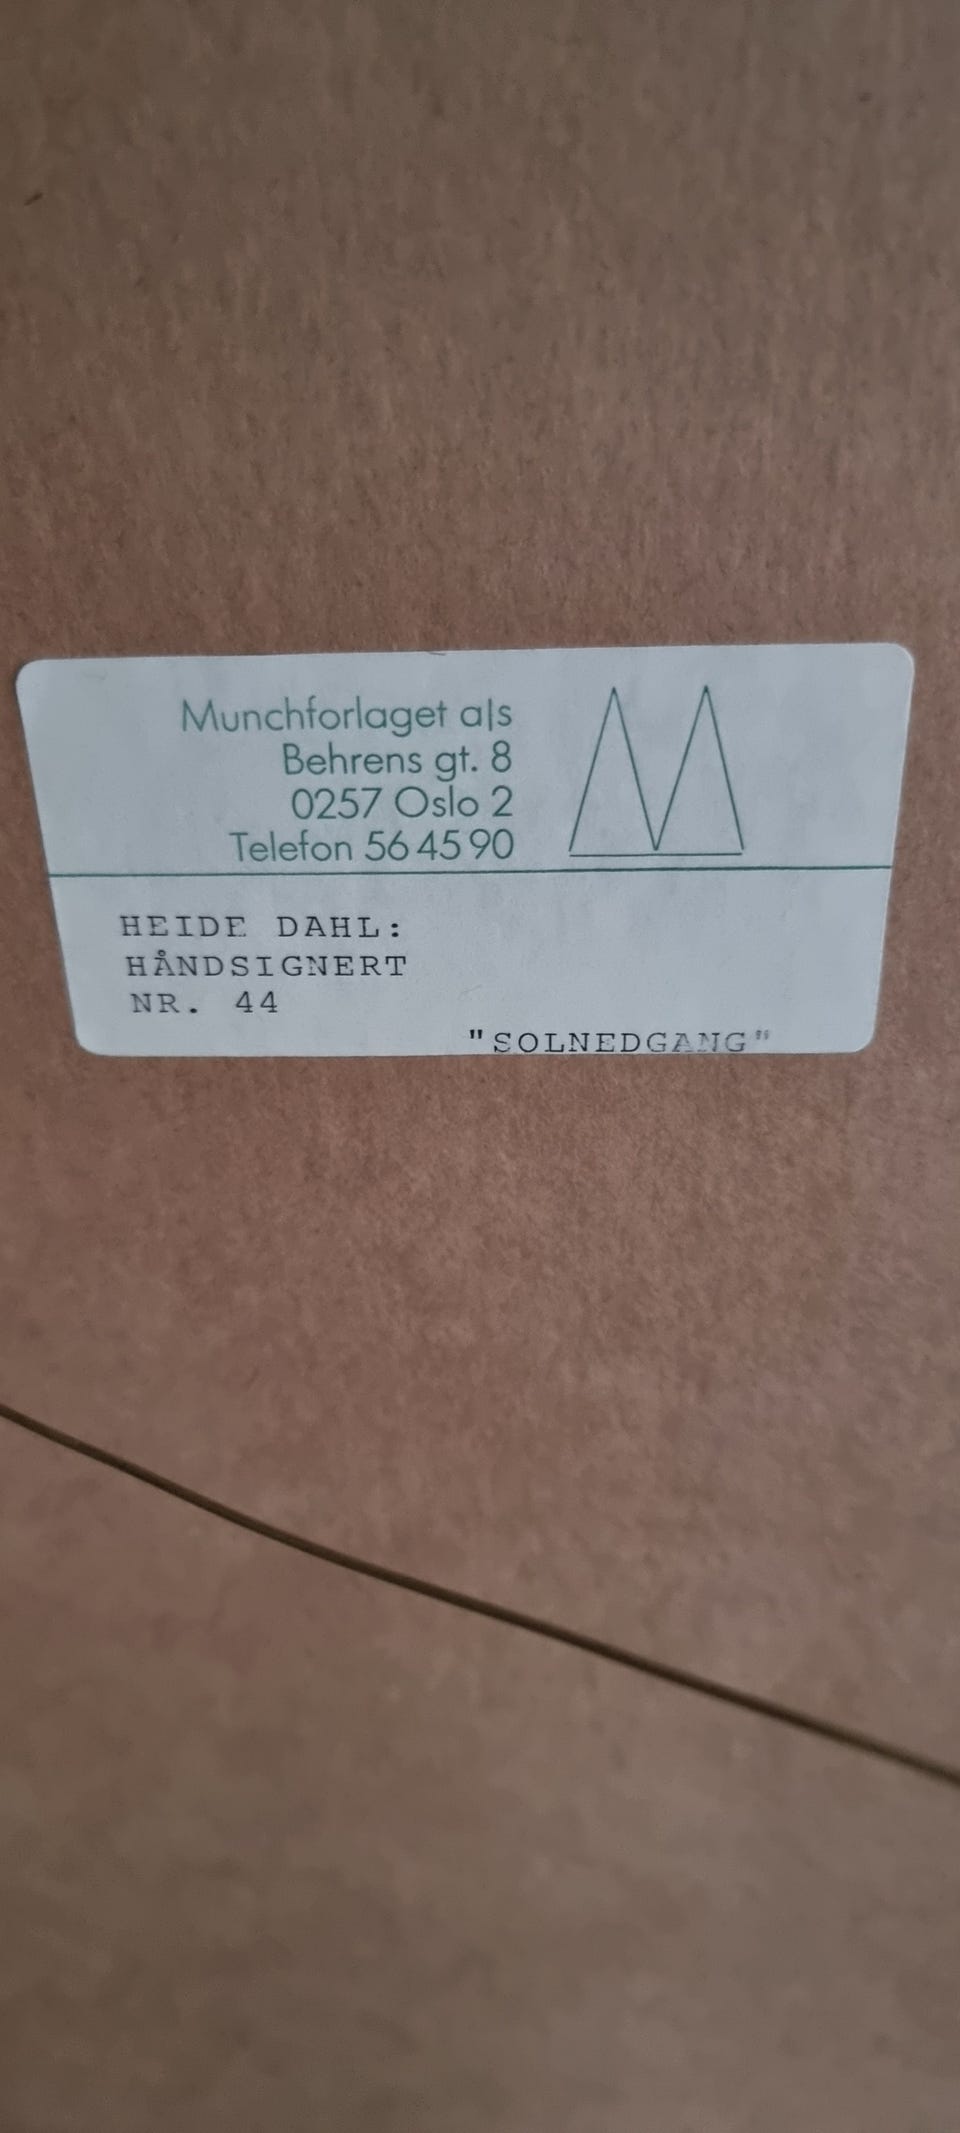 Munchforlaget a|s
Behrens gt. 8
0257 Oslo 2
Telefon 56 45 90
HEIDE DAHL:
HÅNDSIGNERT
NR. 44
"SOLNEDGANG"